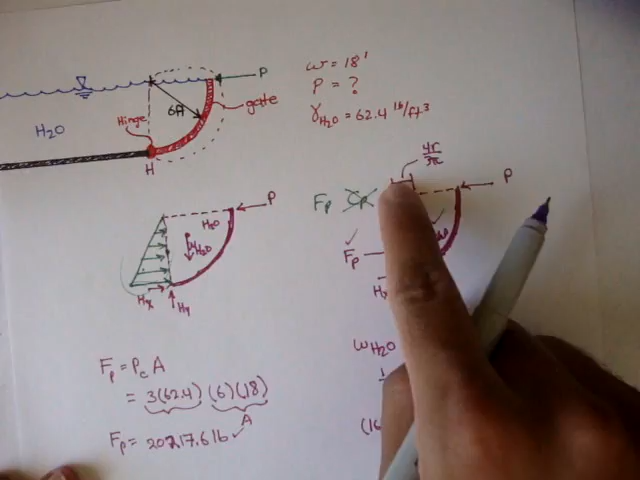 w = 18'
P = ?
γH₂O = 62.4 lb/ft³
P
6ft
gate
H₂O
Hinge
H
4r/3π
P
Fp Cp
Fp
Hx
P
H₂O
WH₂O
Hx
Hy
Fp = Pc A
= 3(62.4) (6)(18)
A
Fp = 20217.6 lb
WH₂O